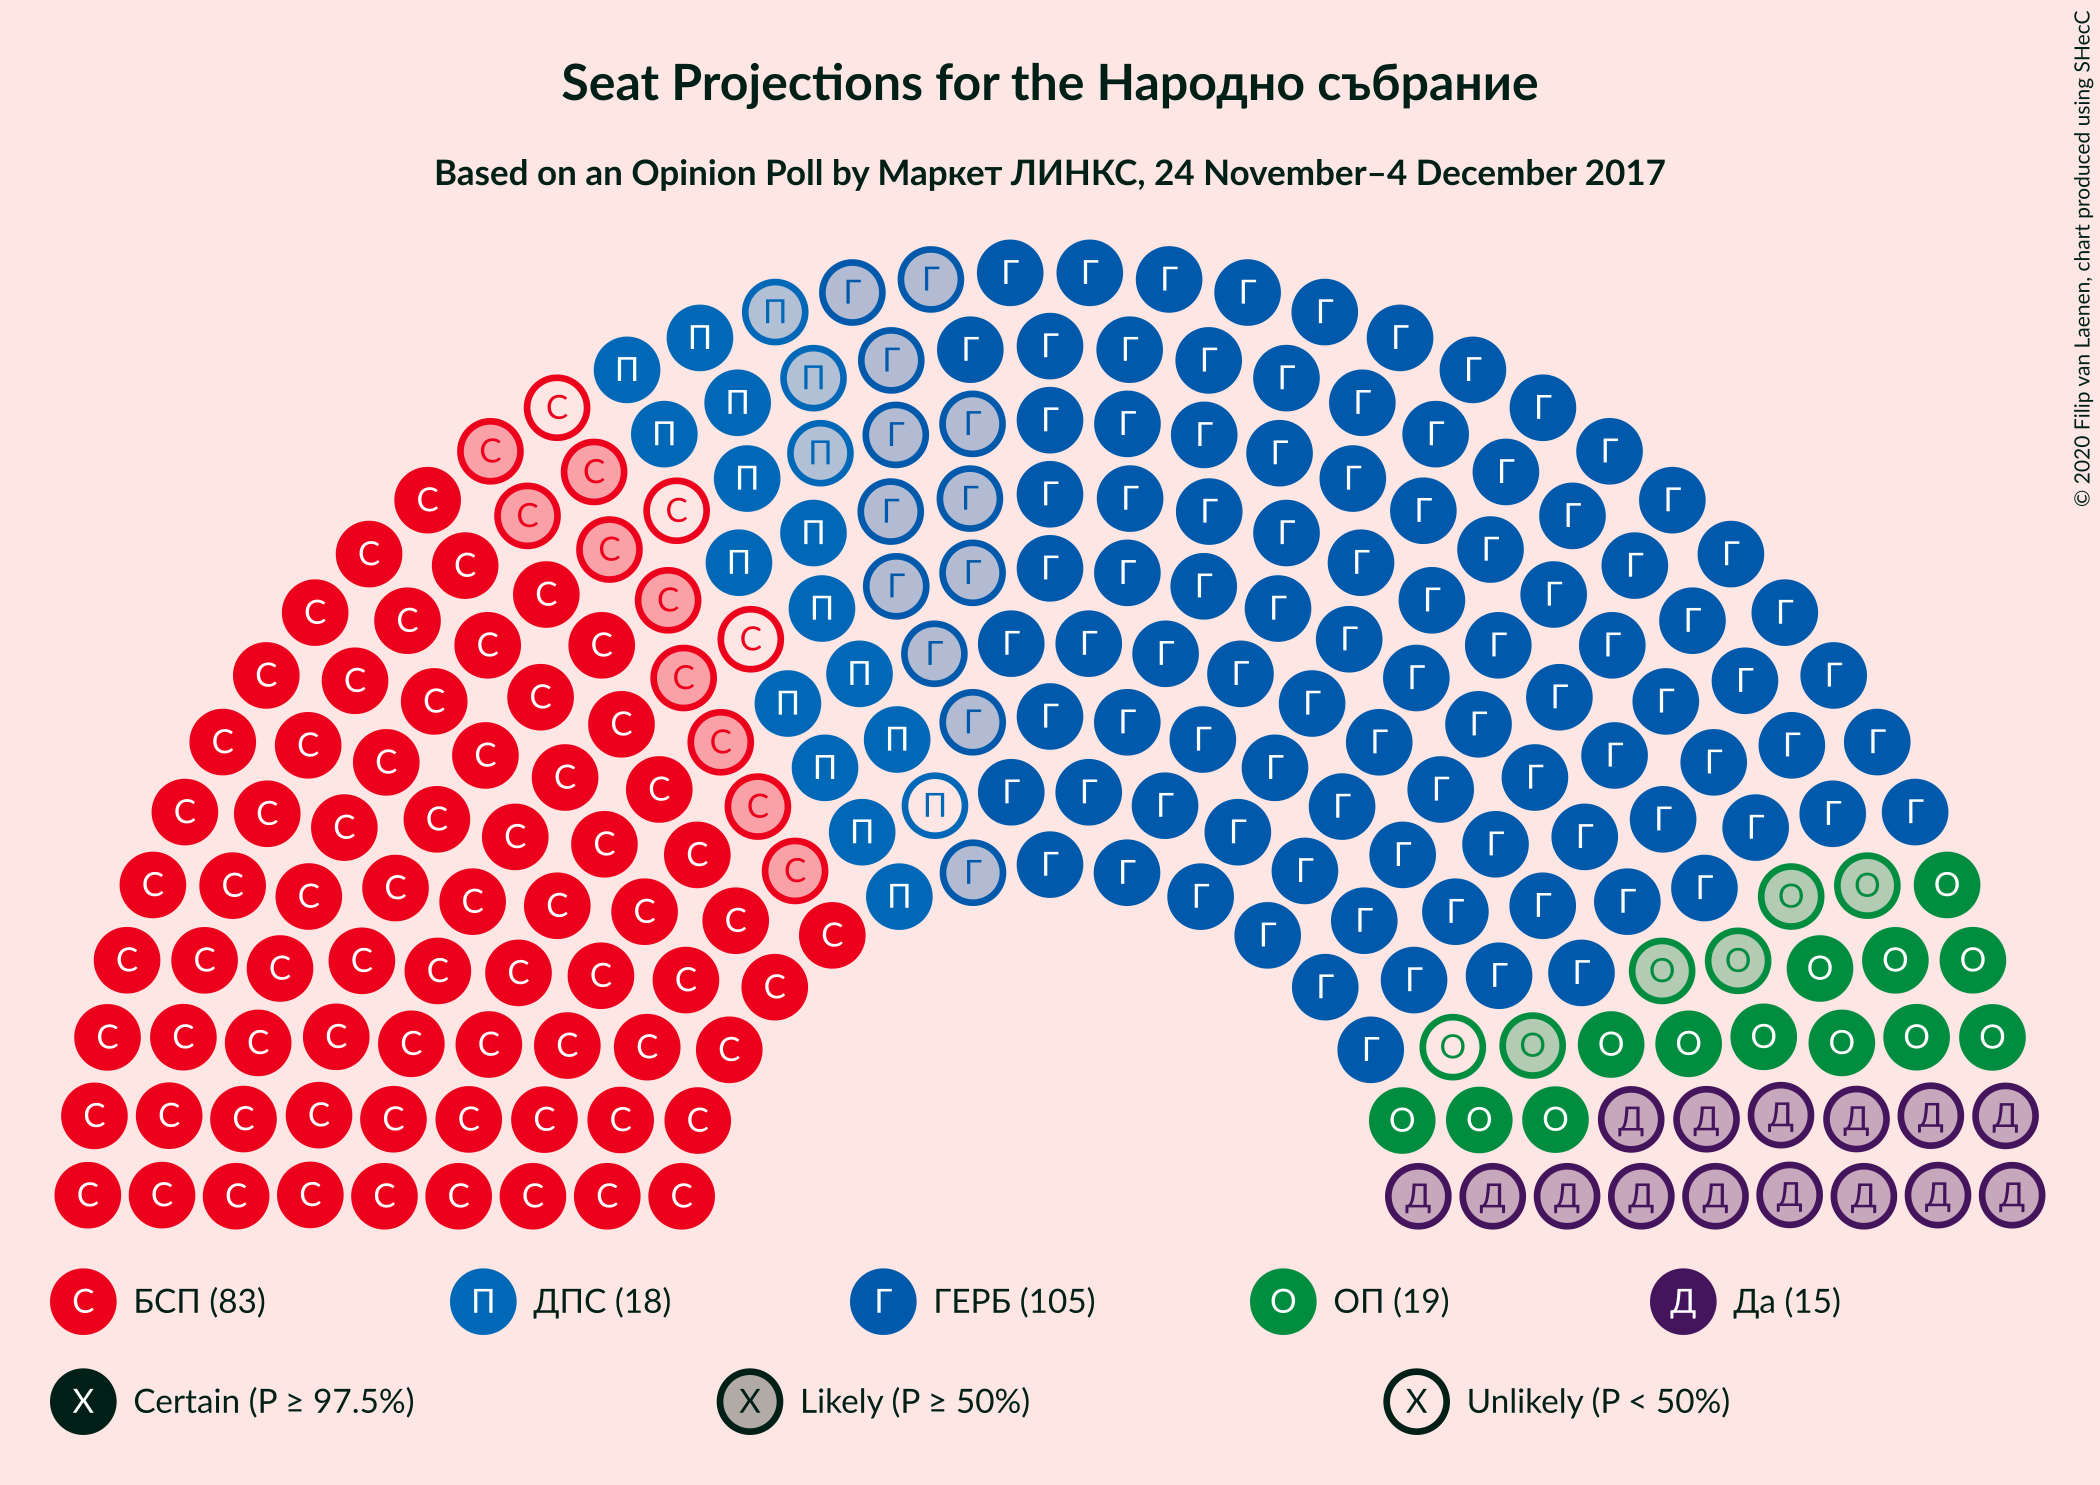 Seat Projections for the Народно събрание
Based on an Opinion Poll by Маркет ЛИНКС, 24 November–4 December 2017
© 2020 Filip van Laenen, chart produced using SHecC
С БСП (83) П ДПС (18) Г ГЕРБ (105) О ОП (19) Д Да (15)
X Certain (P ≥ 97.5%) X Likely (P ≥ 50%) X Unlikely (P < 50%)